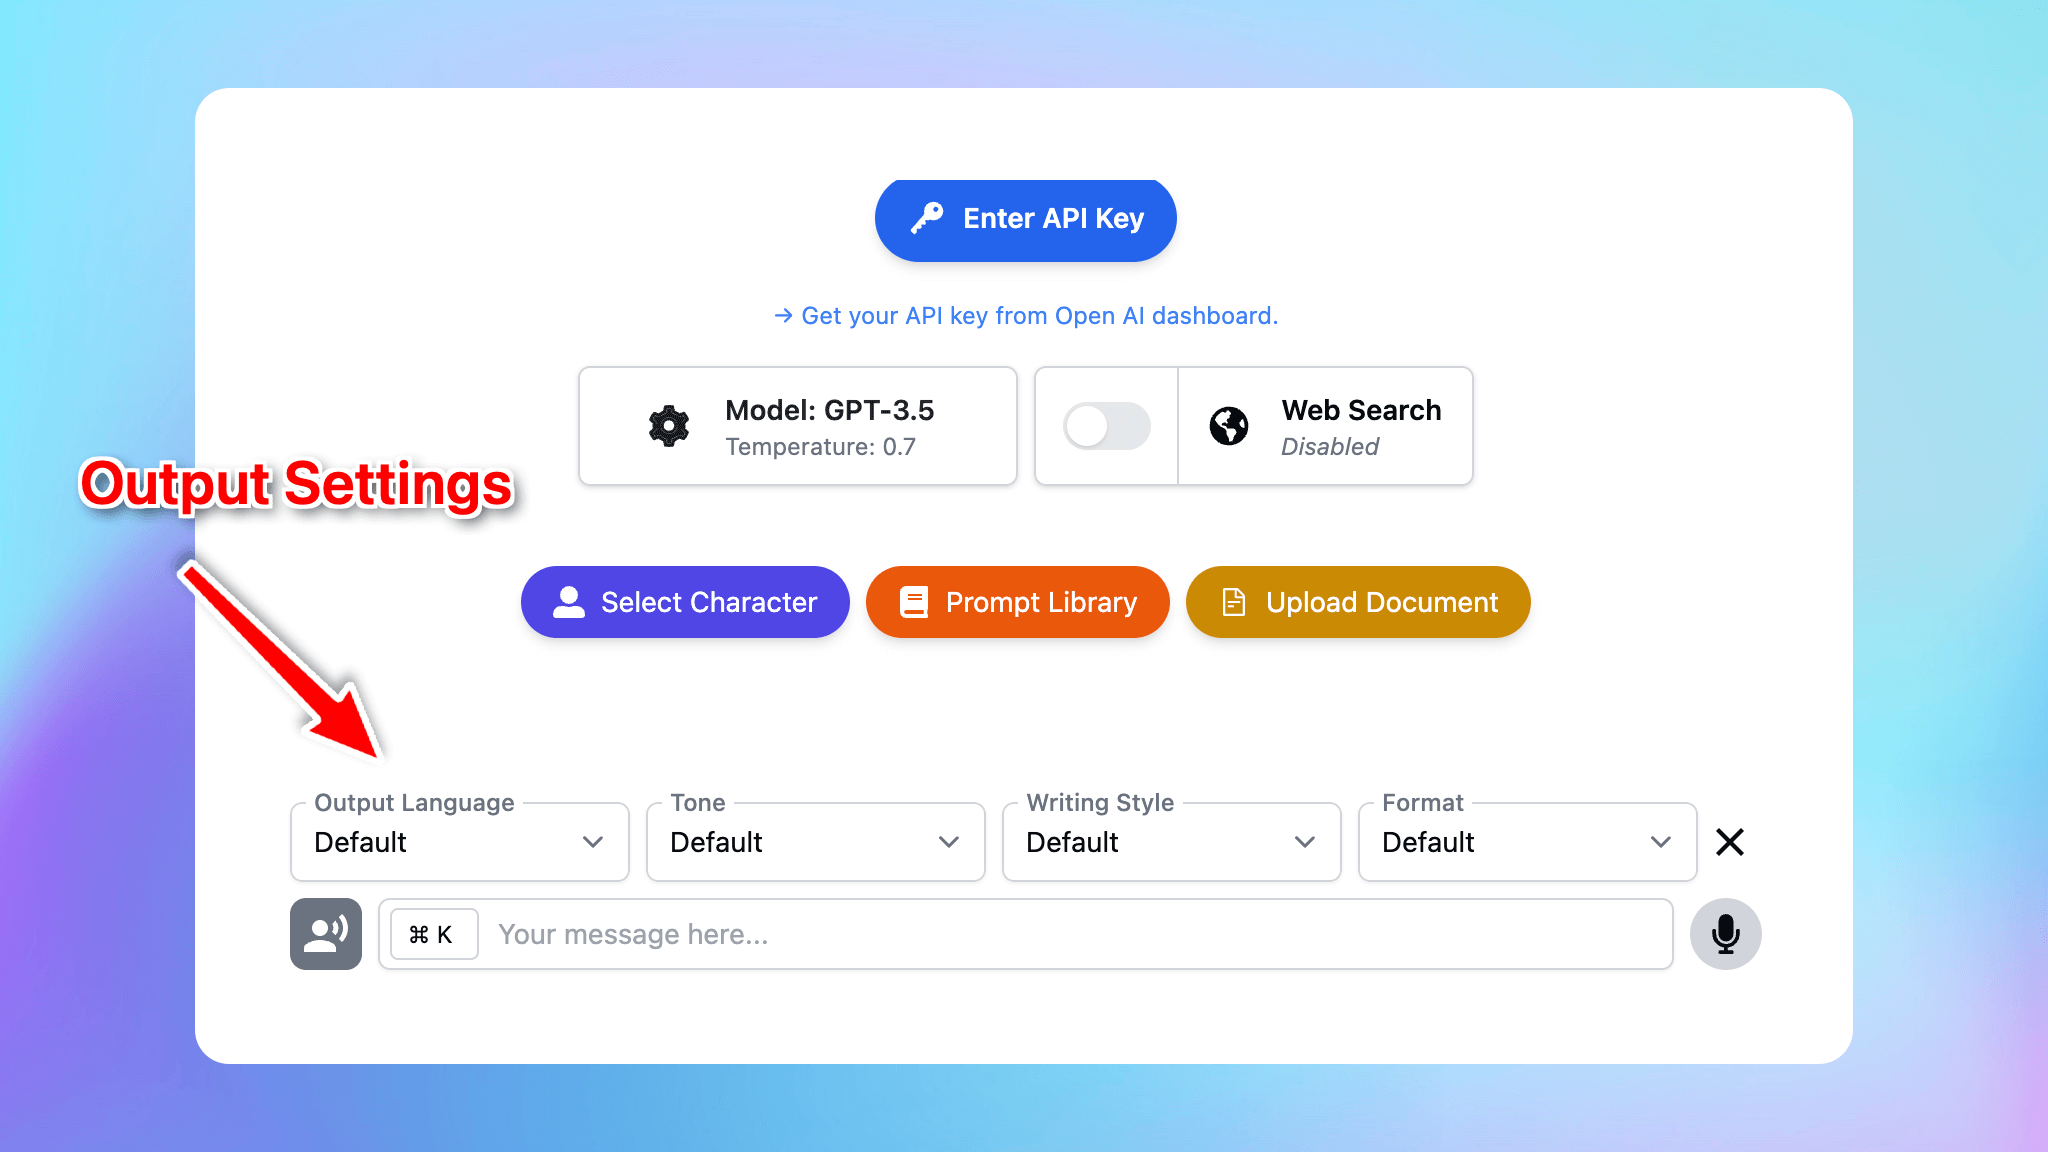 Enter API Key
→ Get your API key from Open AI dashboard.
Model: GPT-3.5
Temperature: 0.7
Web Search
Disabled
Output Settings
Select Character
Prompt Library
Upload Document
Output Language
Default
Tone
Default
Writing Style
Default
Format
Default
⌘ K
Your message here...